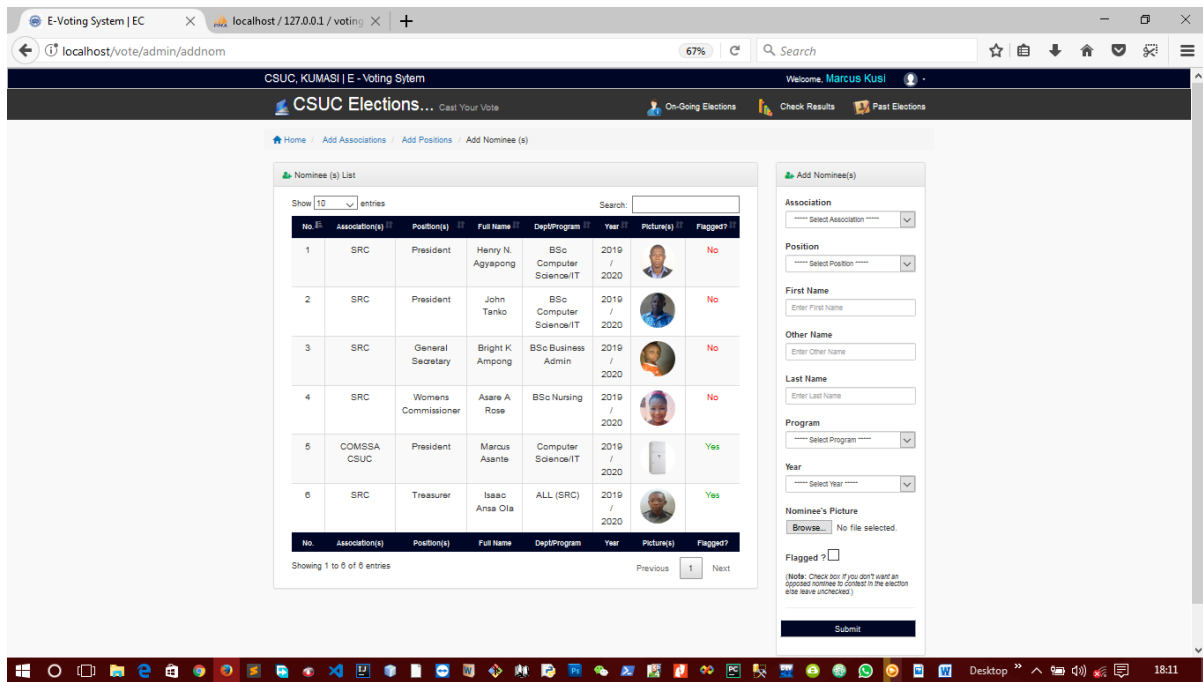 E-Voting System | EC
localhost / 127.0.0.1 / voting
localhost/vote/admin/addnom
67%
Search
CSUC, KUMASI | E - Voting Sytem
Welcome, Marcus Kusi
CSUC Elections... Cast Your Vote
On-Going Elections
Check Results
Past Elections
Home / Add Associations / Add Positions / Add Nominee (s)
Nominee (s) List
Show 10 entries
Search:
No. Association(s) Position(s) Full Name Dept/Program Year Picture(s) Flagged?
1 SRC President Henry N. BSc 2019 No
Agyapong Computer /
Science/IT 2020
2 SRC President John BSc 2019 No
Tanko Computer /
Science/IT 2020
3 SRC General Bright K BSc Business 2019 No
Secretary Ampong Admin /
2020
4 SRC Womens Asare A BSc Nursing 2019 No
Commissioner Rose /
2020
5 COMSSA President Marcus Computer 2019 Yes
CSUC Asante Science/IT /
2020
6 SRC Treasurer Isaac ALL (SRC) 2019 Yes
Ansa Ola /
2020
No. Association(s) Position(s) Full Name Dept/Program Year Picture(s) Flagged?
Showing 1 to 6 of 6 entries
Previous 1 Next
Add Nominee(s)
Association
***** Select Association *****
Position
***** Select Position *****
First Name
Enter First Name
Other Name
Enter Other Name
Last Name
Enter Last Name
Program
***** Select Program *****
Year
***** Select Year *****
Nominee's Picture
Browse... No file selected.
Flagged ?
(Note: Check box if you don't want an
opposed nominee to contest in the election
else leave unchecked.)
Submit
Desktop
18:11